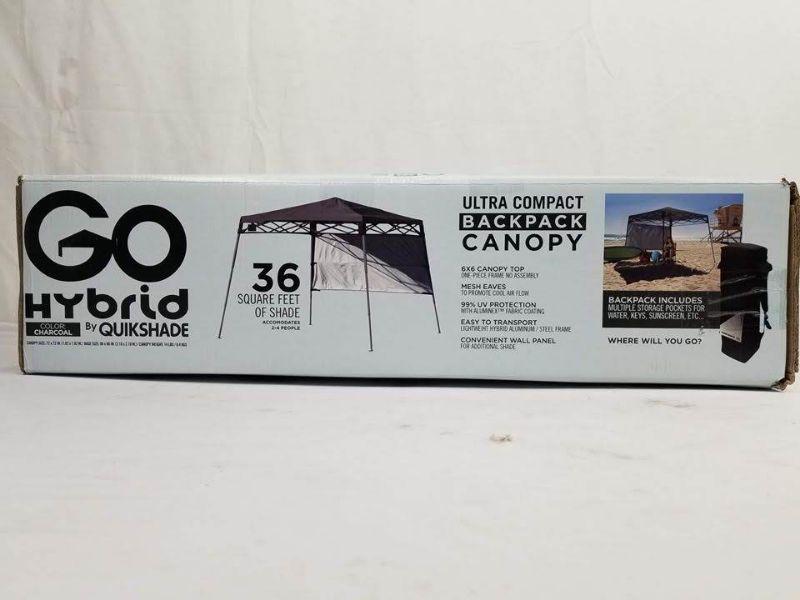 GO
HYbrid
COLOR:
CHARCOAL
BY QUIKSHADE
36
SQUARE FEET
OF SHADE
ACCOMODATES
2-4 PEOPLE
ULTRA COMPACT
BACKPACK
CANOPY
6X6 CANOPY TOP
ONE-PIECE FRAME NO ASSEMBLY
MESH EAVES
TO PROMOTE COOL AIR FLOW
99% UV PROTECTION
WITH ALUMINEX™ FABRIC COATING
EASY TO TRANSPORT
LIGHTWEIGHT HYBRID ALUMINUM / STEEL FRAME
CONVENIENT WALL PANEL
FOR ADDITIONAL SHADE
BACKPACK INCLUDES
MULTIPLE STORAGE POCKETS FOR
WATER, KEYS, SUNSCREEN, ETC...
WHERE WILL YOU GO?